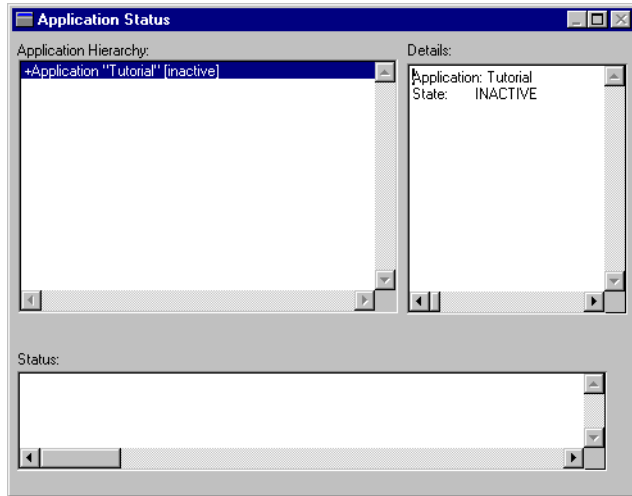 Application Status
Application Hierarchy:
Details:
+Application "Tutorial" [inactive]
Application: Tutorial
State: INACTIVE
Status: